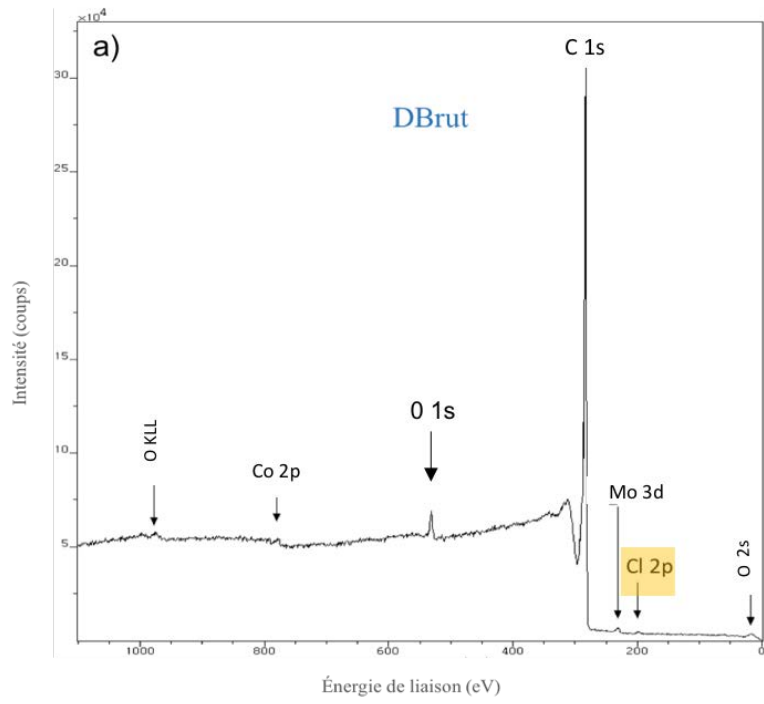 ×10⁴
a)
C 1s
DBrut
30
25
20
15
10
5
Intensité (coups)
O KLL
Co 2p
0 1s
Mo 3d
Cl 2p
O 2s
1000
800
600
400
200
0
Énergie de liaison (eV)